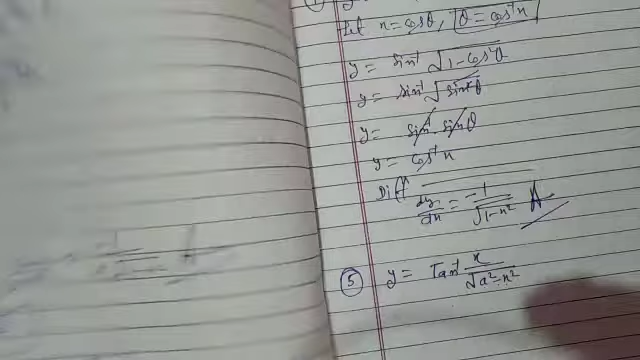 let x = cosθ, θ = cos⁻¹x
y = sin⁻¹ √(1-cos²θ)
y = sin⁻¹ √(sin²θ)
y = sin⁻¹ sinθ
y = cos⁻¹ x
Diff
dy/dx = -1/√(1-x²) A
(5) y = Tan⁻¹ x/√(a²-x²)